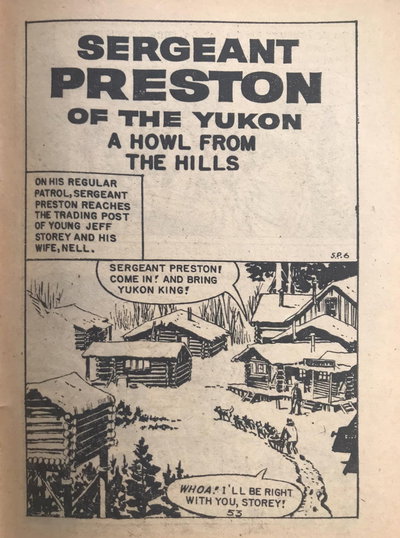 SERGEANT
PRESTON
OF THE YUKON
A HOWL FROM
THE HILLS
ON HIS REGULAR
PATROL, SERGEANT
PRESTON REACHES
THE TRADING POST
OF YOUNG JEFF
STOREY AND HIS
WIFE, NELL.
S.P. 6
SERGEANT PRESTON!
COME IN! AND BRING
YUKON KING!
WHOA! I'LL BE RIGHT
WITH YOU, STOREY!
53